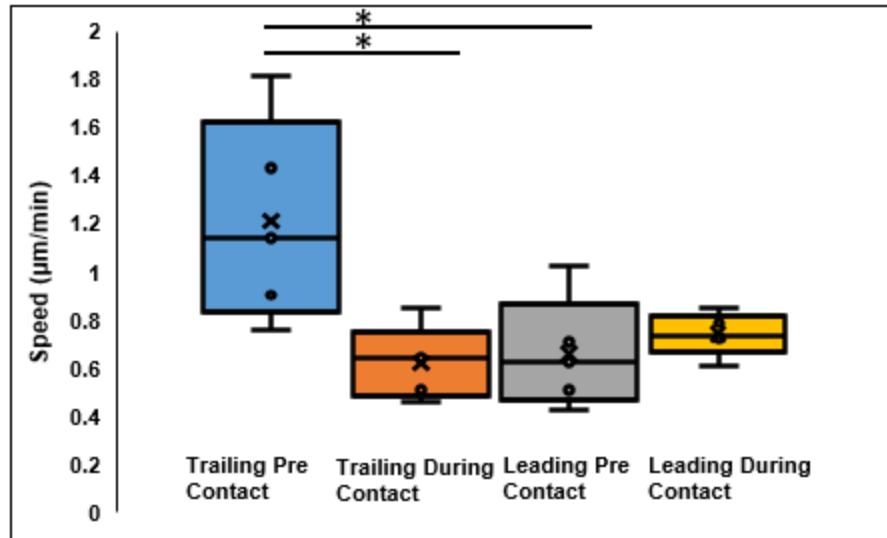 *
*
2
1.8
1.6
1.4
1.2
1
0.8
0.6
0.4
0.2
0
Speed (µm/min)
Trailing Pre
Contact
Trailing During
Contact
Leading Pre
Contact
Leading During
Contact